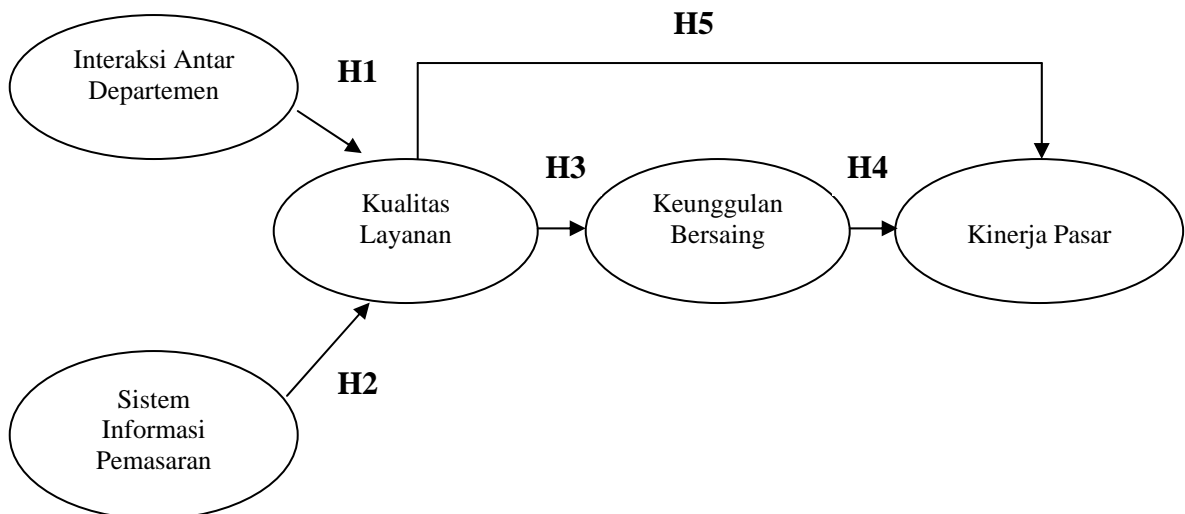 H5
Interaksi Antar
Departemen
H1
Kualitas
Layanan
H3
Keunggulan
Bersaing
H4
Kinerja Pasar
H2
Sistem
Informasi
Pemasaran